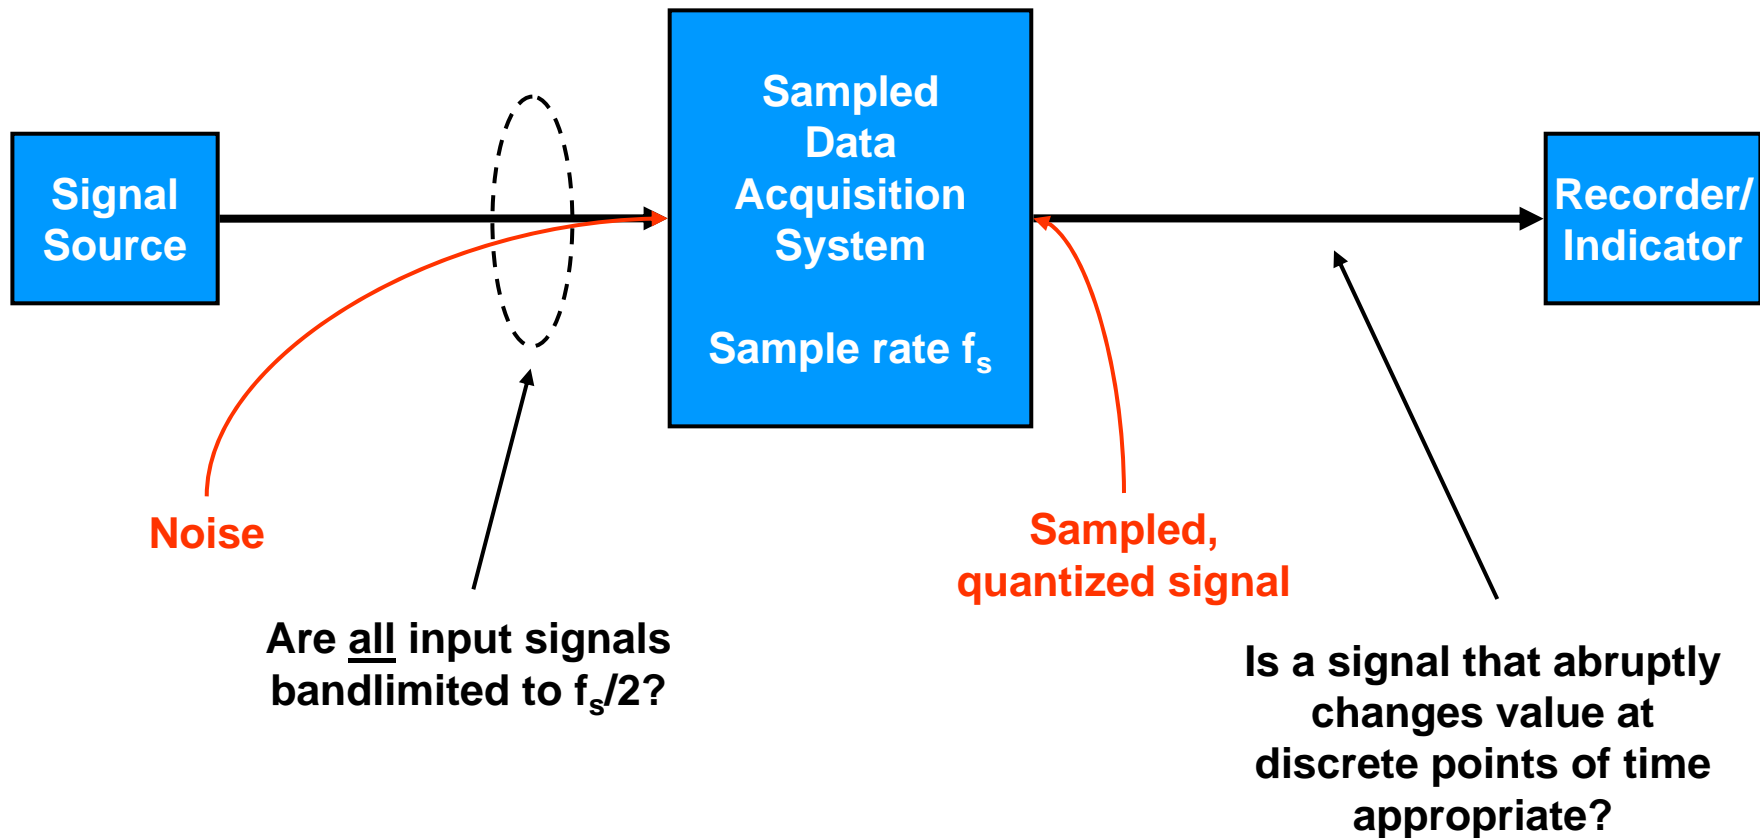 Signal
Source
Sampled
Data
Acquisition
System
Sample rate fₛ
Recorder/
Indicator
Noise
Sampled,
quantized signal
Are all input signals
bandlimited to fₛ/2?
Is a signal that abruptly
changes value at
discrete points of time
appropriate?